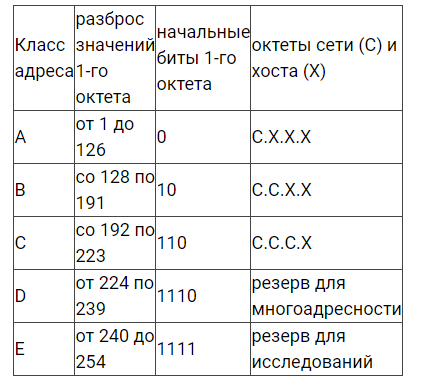 Класс адреса
разброс значений 1-го октета
начальные биты 1-го октета
октеты сети (С) и хоста (Х)
A
от 1 до 126
0
С.Х.Х.Х
B
со 128 по 191
10
С.С.Х.Х
C
со 192 по 223
110
С.С.С.Х
D
от 224 по 239
1110
резерв для многоадресности
E
от 240 до 254
1111
резерв для исследований